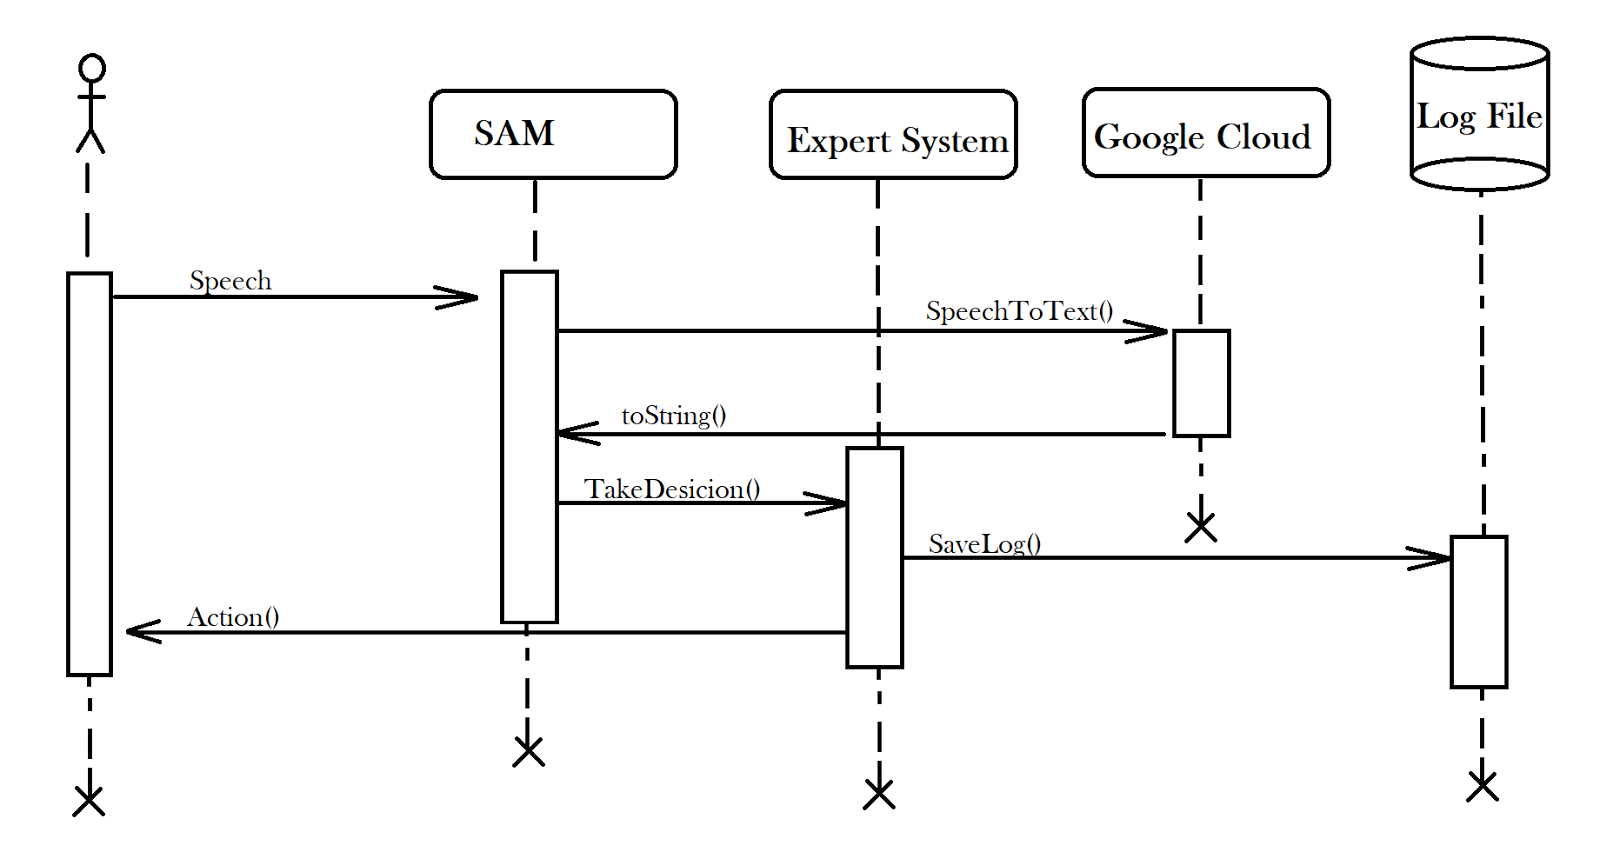 SAM
Expert System
Google Cloud
Log File
Speech
SpeechToText()
toString()
TakeDesicion()
SaveLog()
Action()